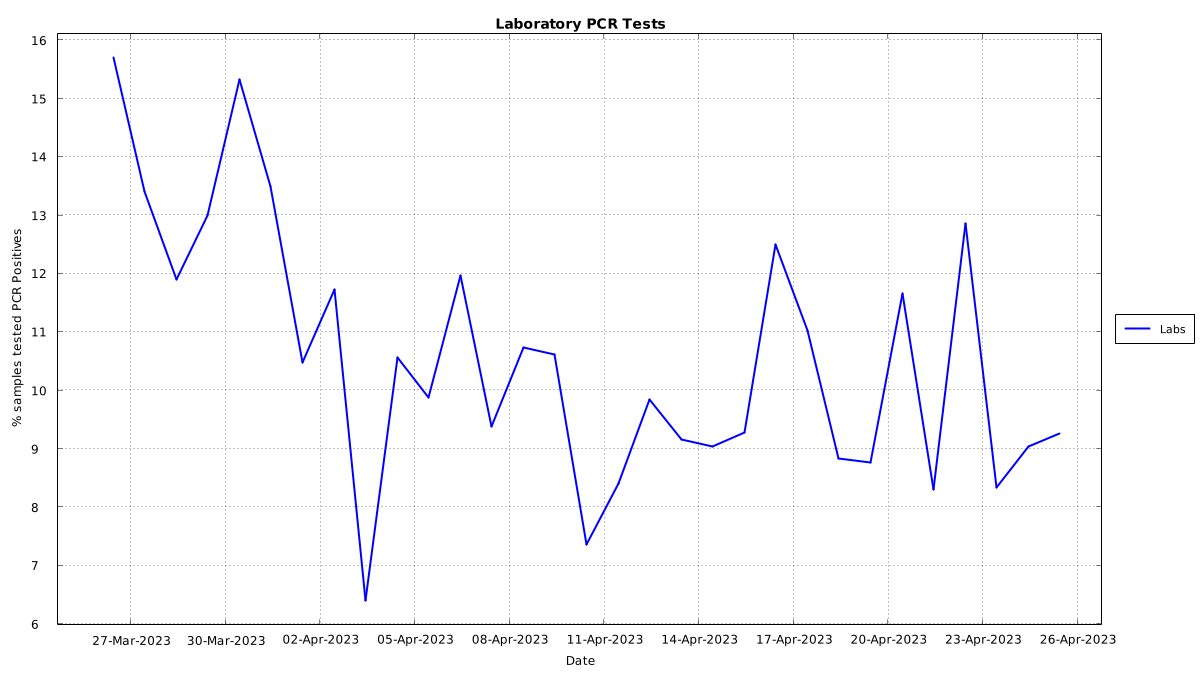 Laboratory PCR Tests
16
15
14
13
12
11
10
9
8
7
6
% samples tested PCR Positives
27-Mar-2023 30-Mar-2023 02-Apr-2023 05-Apr-2023 08-Apr-2023 11-Apr-2023 14-Apr-2023 17-Apr-2023 20-Apr-2023 23-Apr-2023 26-Apr-2023
Date
Labs